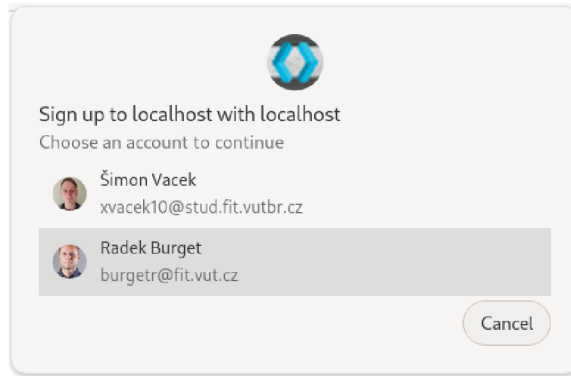 Sign up to localhost with localhost
Choose an account to continue
Šimon Vacek
xvacek10@stud.fit.vutbr.cz
Radek Burget
burgetr@fit.vut.cz
Cancel